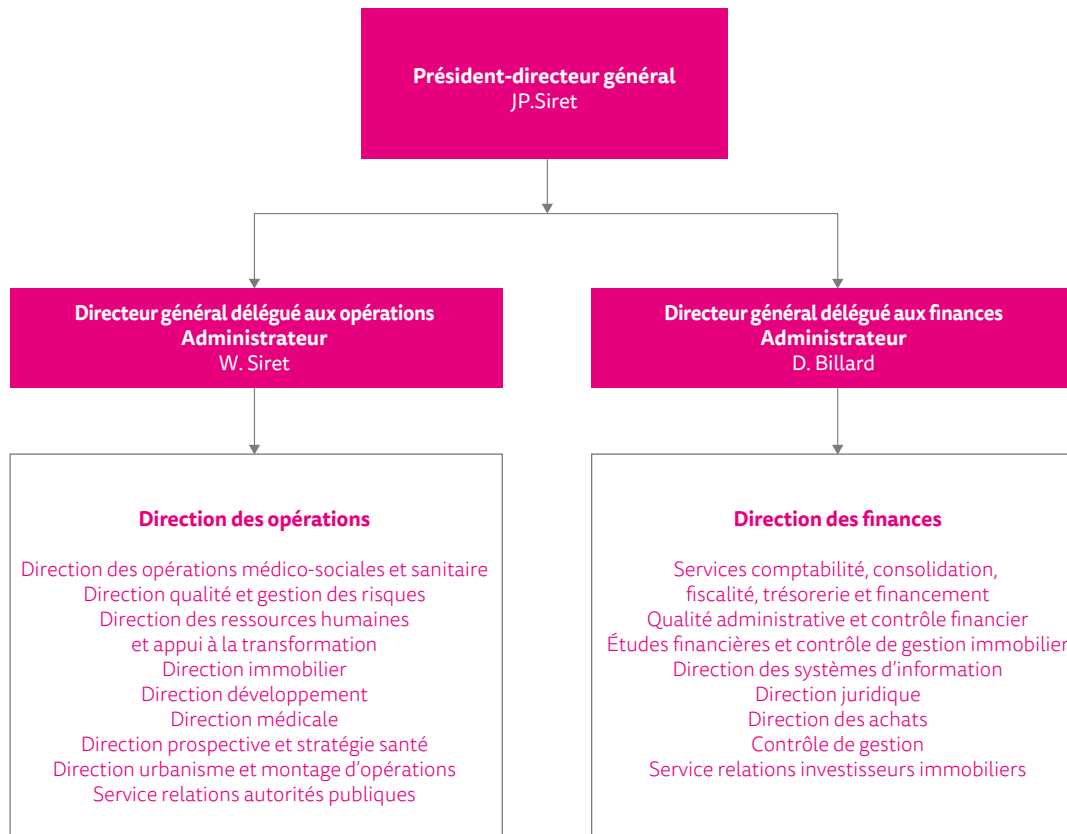 Président-directeur général
JP.Siret
Directeur général délégué aux opérations
Administrateur
W. Siret
Directeur général délégué aux finances
Administrateur
D. Billard
Direction des opérations
Direction des opérations médico-sociales et sanitaire
Direction qualité et gestion des risques
Direction des ressources humaines
et appui à la transformation
Direction immobilier
Direction développement
Direction médicale
Direction prospective et stratégie santé
Direction urbanisme et montage d’opérations
Service relations autorités publiques
Direction des finances
Services comptabilité, consolidation,
fiscalité, trésorerie et financement
Qualité administrative et contrôle financier
Études financières et contrôle de gestion immobilier
Direction des systèmes d’information
Direction juridique
Direction des achats
Contrôle de gestion
Service relations investisseurs immobiliers